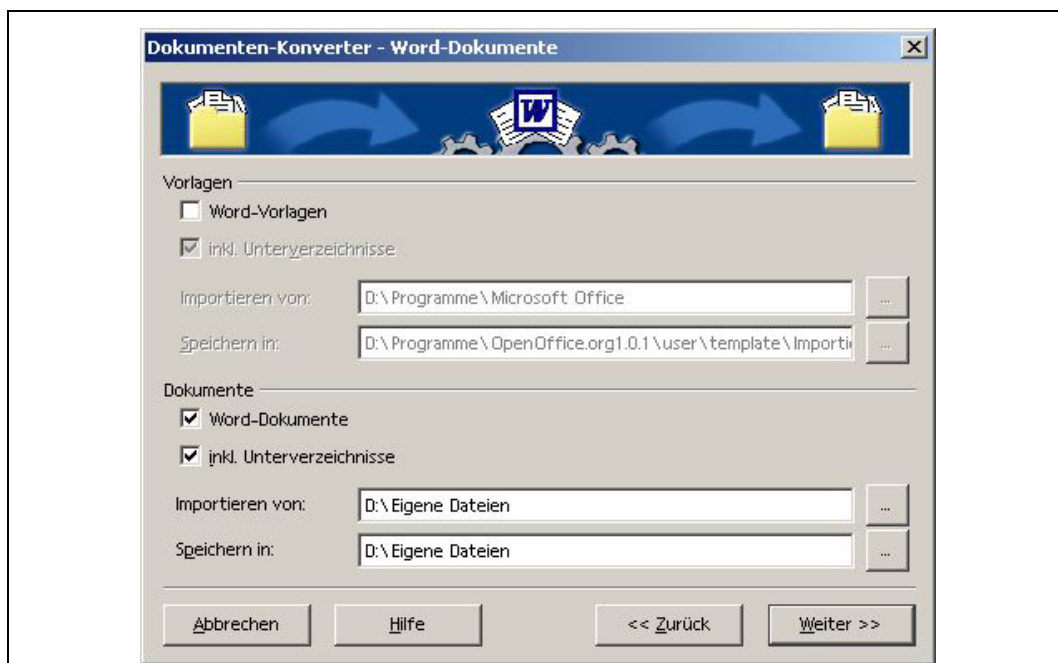 Dokumenten-Konverter - Word-Dokumente
W
Vorlagen
Word-Vorlagen
inkl. Unterverzeichnisse
Importieren von: D:\Programme\Microsoft Office ...
Speichern in: D:\Programme\OpenOffice.org1.0.1\user\template\Importi ...
Dokumente
Word-Dokumente
inkl. Unterverzeichnisse
Importieren von: D:\Eigene Dateien ...
Speichern in: D:\Eigene Dateien ...
Abbrechen Hilfe << Zurück Weiter >>